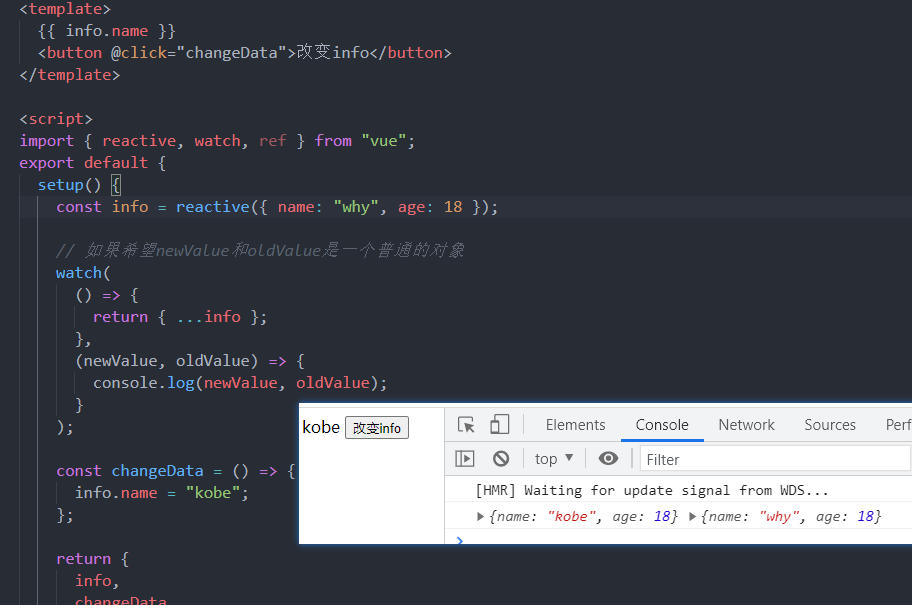 <template>
{{ info.name }}
<button @click="changeData">改变info</button>
</template>
<script>
import { reactive, watch, ref } from "vue";
export default {
setup() {
const info = reactive({ name: "why", age: 18 });
// 如果希望newValue和oldValue是一个普通的对象
watch(
() => {
return { ...info };
},
(newValue, oldValue) => {
console.log(newValue, oldValue);
}
);
const changeData = () => {
info.name = "kobe";
};
return {
info,
changeData
kobe 改变info
Elements Console Network Sources Perf
top ▼ Filter
[HMR] Waiting for update signal from WDS...
▶{name: "kobe", age: 18} ▶{name: "why", age: 18}
>